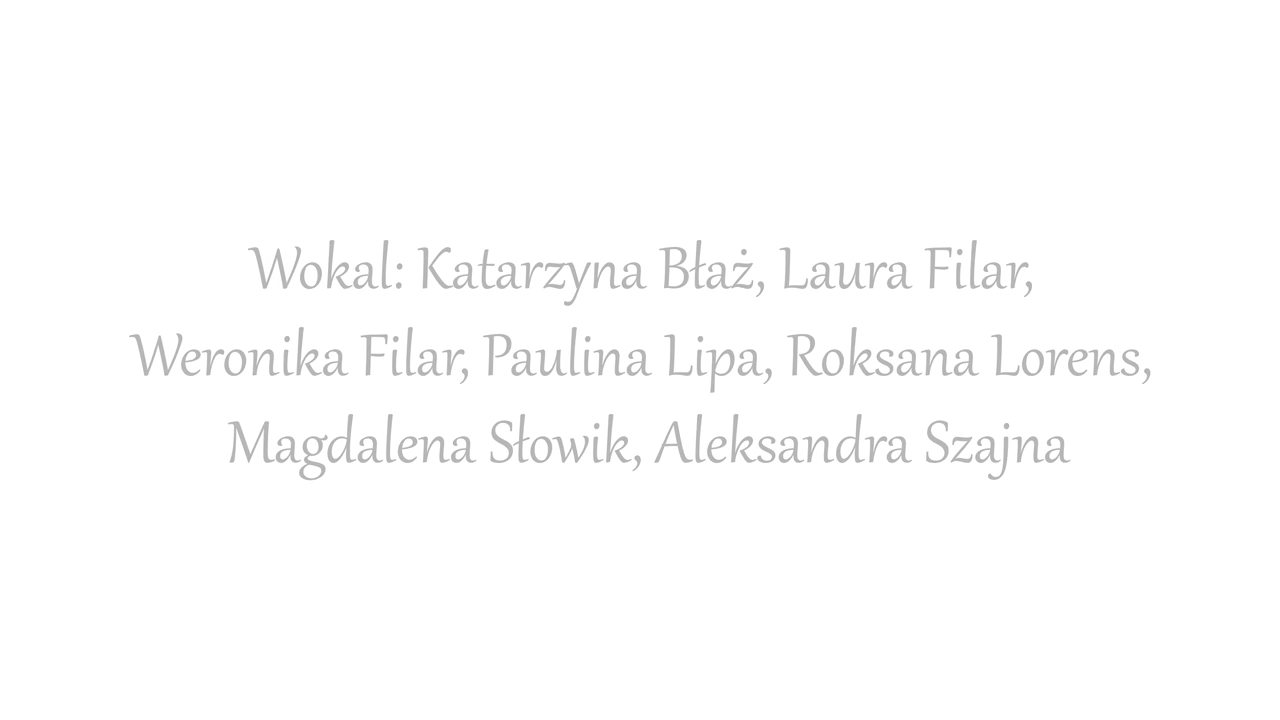 Wokal: Katarzyna Błaż, Laura Filar,
Weronika Filar, Paulina Lipa, Roksana Lorens,
Magdalena Słowik, Aleksandra Szajna